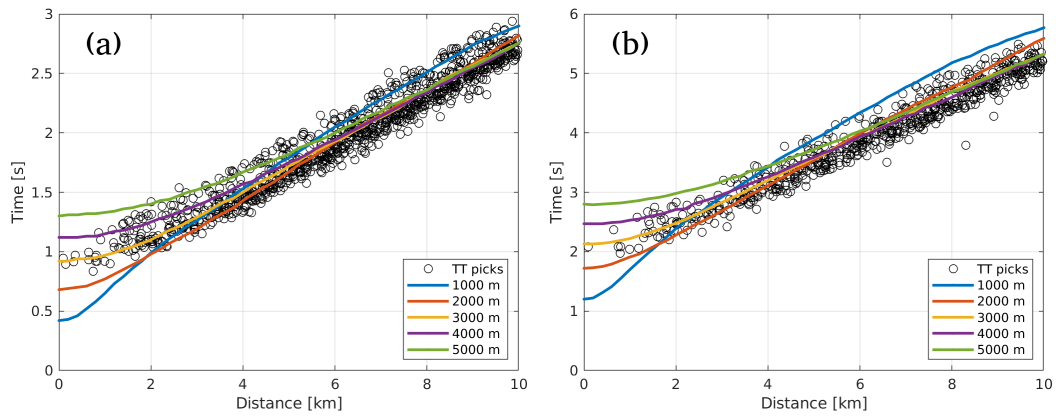 (a)
3
2.5
2
1.5
1
0.5
0
Time [s]
0 2 4 6 8 10
Distance [km]
TT picks
1000 m
2000 m
3000 m
4000 m
5000 m
(b)
6
5
4
3
2
1
0
Time [s]
0 2 4 6 8 10
Distance [km]
TT picks
1000 m
2000 m
3000 m
4000 m
5000 m